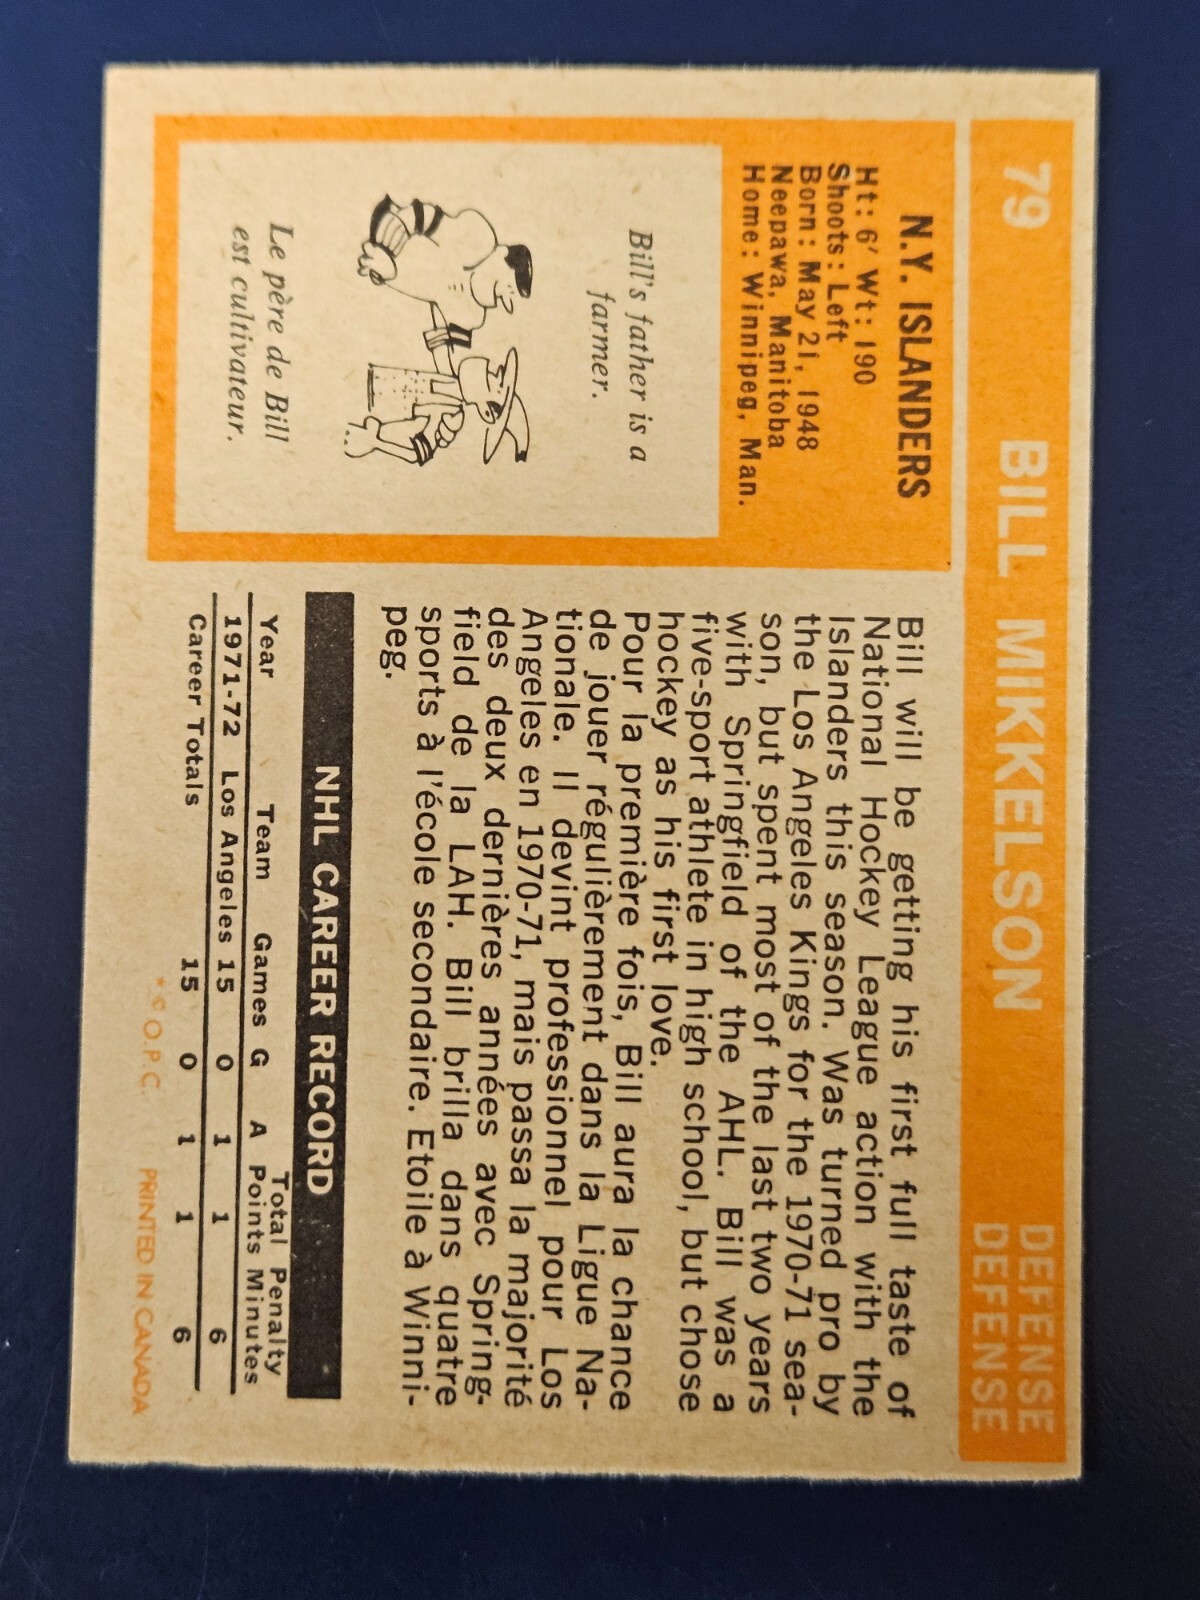 79 BILL MIKKELSON DEFENSE
DEFENSE
N.Y. ISLANDERS
Ht: 6' Wt: 190
Shoots: Left
Born: May 21, 1948
Neepawa, Manitoba
Home: Winnipeg, Man.
Bill's father is a
farmer.
Le père de Bill
est cultivateur.
Bill will be getting his first full taste of
National Hockey League action with the
Islanders this season. Was turned pro by
the Los Angeles Kings for the 1970-71 sea-
son, but spent most of the last two years
with Springfield of the AHL. Bill was a
five-sport athlete in high school, but chose
hockey as his first love.
Pour la première fois, Bill aura la chance
de jouer régulièrement dans la Ligue Na-
tionale. Il devint professionnel pour Los
Angeles en 1970-71, mais passa la majorité
des deux dernières années avec Spring-
field de la LAH. Bill brilla dans quatre
sports à l'école secondaire. Etoile à Winni-
peg.
NHL CAREER RECORD
Total Penalty
Year Team Games G A Points Minutes
1971-72 Los Angeles 15 0 1 1 6
Career Totals 15 0 1 1 6
* © O.P.C. PRINTED IN CANADA